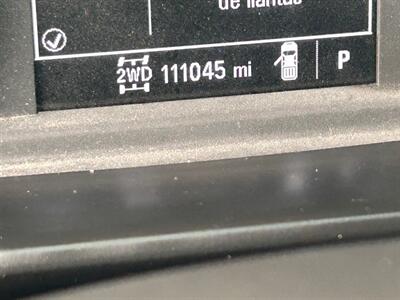 de llantas
2WD 111045 mi P